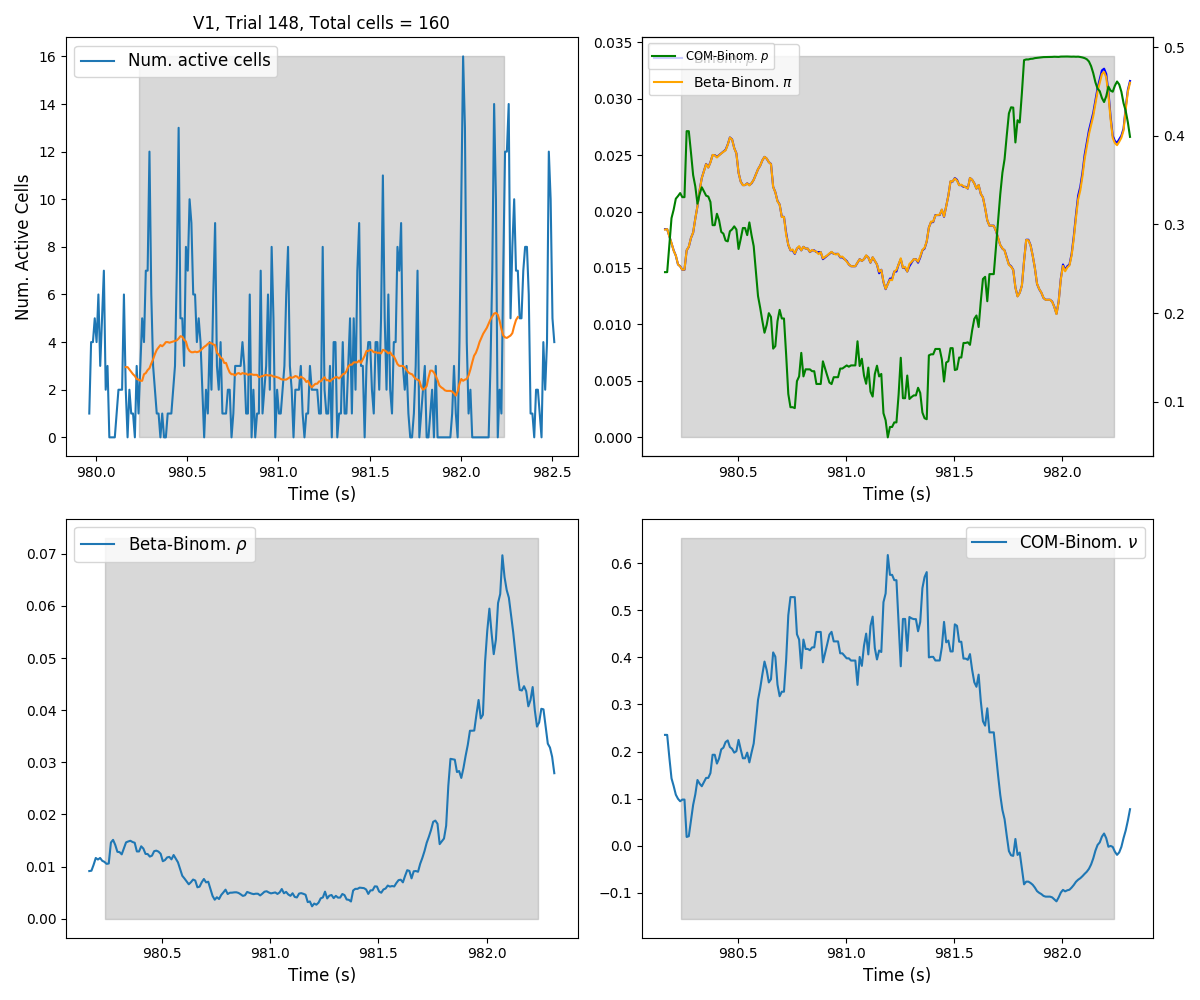 V1, Trial 148, Total cells = 160
Num. active cells
Num. Active Cells
16
14
12
10
8
6
4
2
0
980.0 980.5 981.0 981.5 982.0 982.5
Time (s)
COM-Binom. p
Beta-Binom. π
0.035
0.030
0.025
0.020
0.015
0.010
0.005
0.000
0.5
0.4
0.3
0.2
0.1
980.5 981.0 981.5 982.0
Time (s)
Beta-Binom. ρ
0.07
0.06
0.05
0.04
0.03
0.02
0.01
0.00
980.5 981.0 981.5 982.0
Time (s)
COM-Binom. ν
0.6
0.5
0.4
0.3
0.2
0.1
0.0
−0.1
980.5 981.0 981.5 982.0
Time (s)